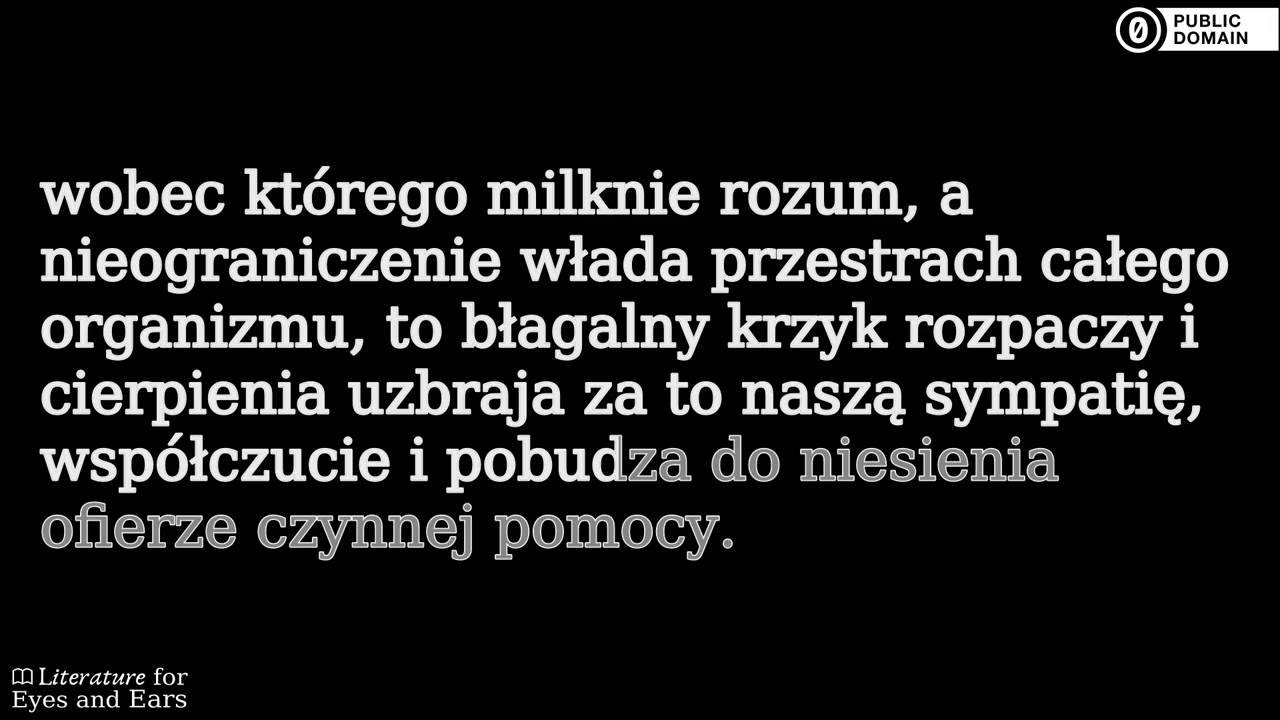 PUBLIC
DOMAIN
wobec którego milknie rozum, a
nieograniczenie włada przestrach całego
organizmu, to błagalny krzyk rozpaczy i
cierpienia uzbraja za to naszą sympatię,
współczucie i pobudza do niesienia
ofierze czynnej pomocy.
Literature for
Eyes and Ears